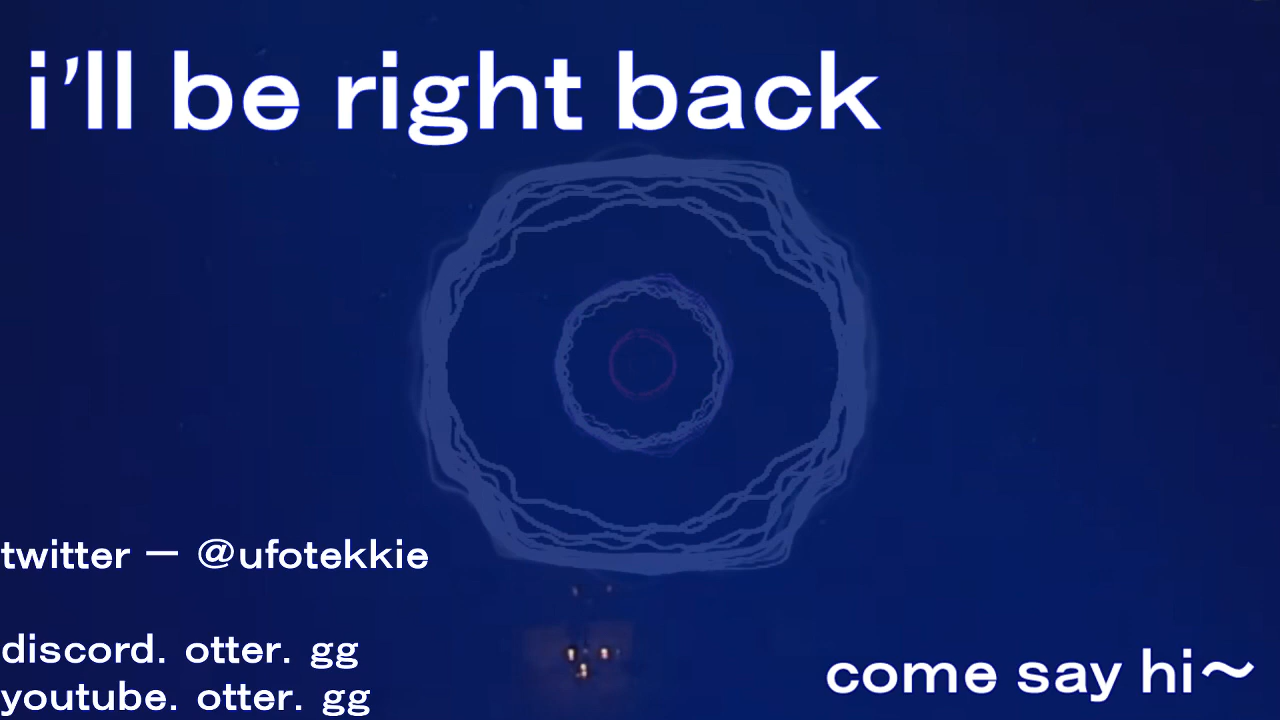 i'll be right back
twitter — @ufotekkie
discord. otter. gg
youtube. otter. gg
come say hi~